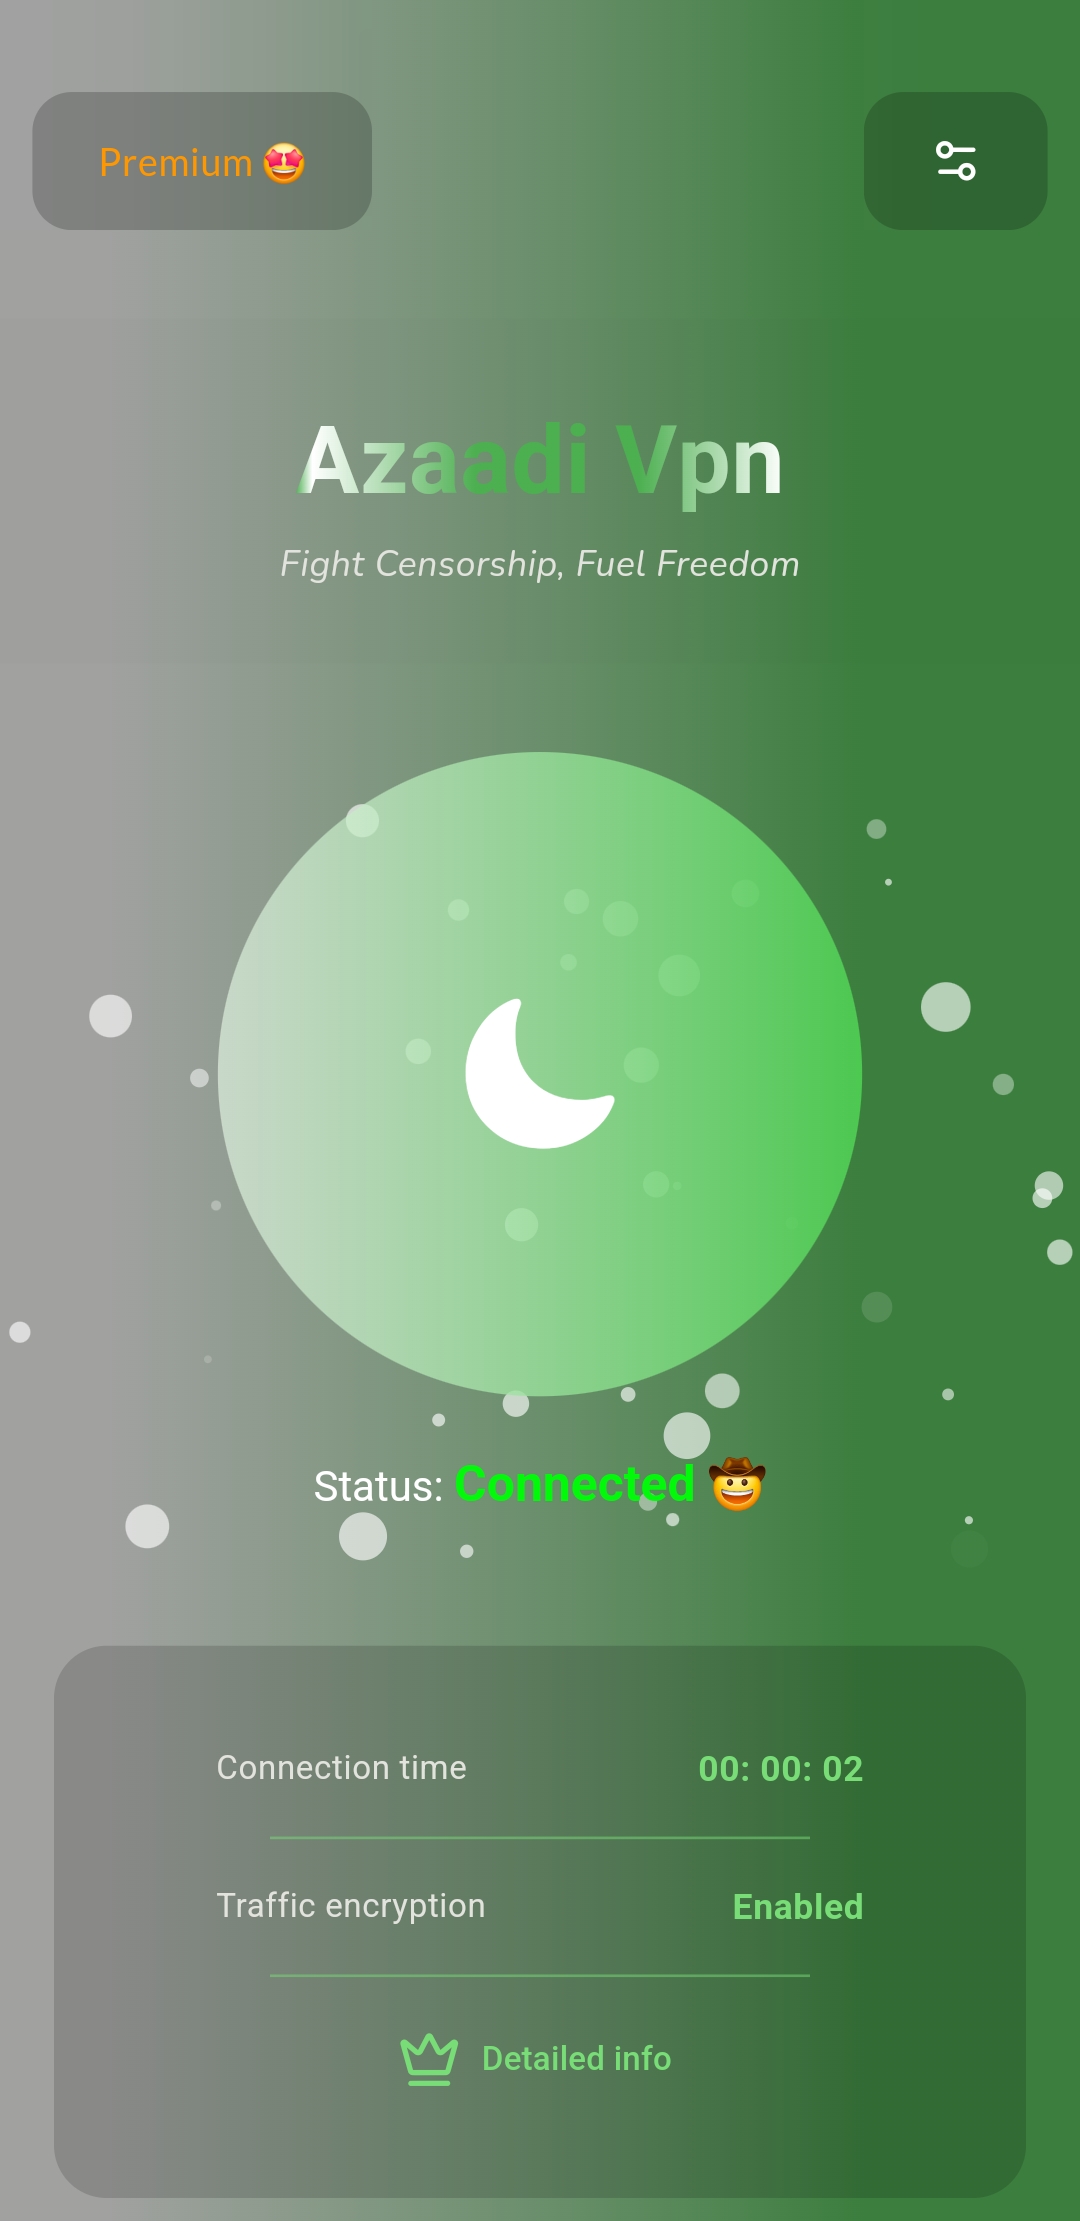 Premium 🤩
Azaadi Vpn
Fight Censorship, Fuel Freedom
Status: Connected 🤠
Connection time 00: 00: 02
Traffic encryption Enabled
Detailed info